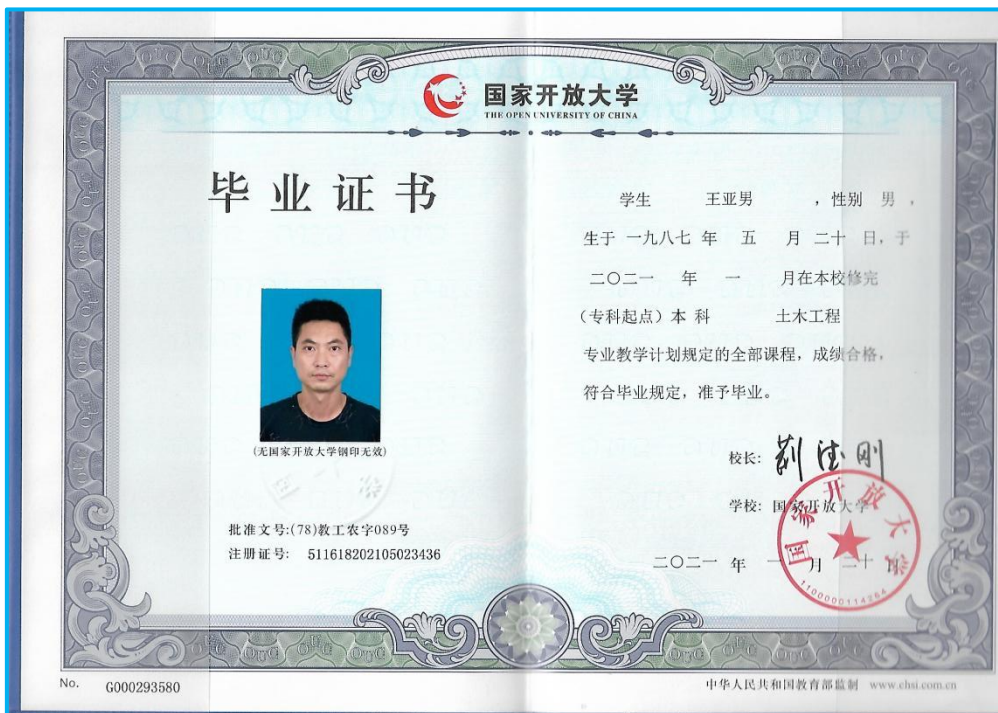 国家开放大学
THE OPEN UNIVERSITY OF CHINA
毕业证书
(无国家开放大学钢印无效)
批准文号:(78)教工农字089号
注册证号: 511618202105023436
学生 王亚男 ，性别 男 ，
生于 一九八七 年 五 月 二十 日，于
二〇二一 年 一 月在本校修完
（专科起点）本 科 土木工程
专业教学计划规定的全部课程，成绩合格，
符合毕业规定，准予毕业。
校长:
学校: 国家开放大学
二〇二一 年 一 月 二十 日
国家开放大学
1100000114264
No. G000293580
中华人民共和国教育部监制 www.chsi.com.cn